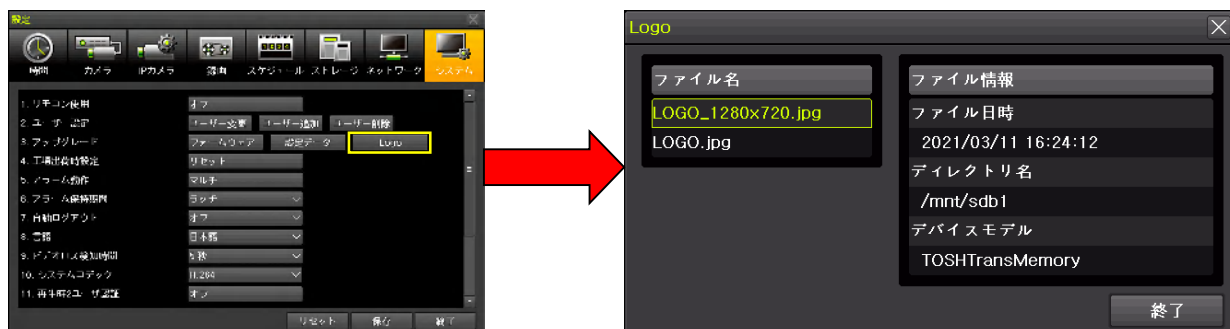 設定
時間 カメラ IPカメラ 録画 スケジュール ストレージ ネットワーク システム
1. リモコン使用 オフ
2. ユーザー設定 ユーザー変更 ユーザー追加 ユーザー削除
3. アップグレード ファームウェア 設定データ Logo
4. 工場出荷時設定 リセット
5. アラーム動作 マルチ
6. アラーム保持期間 ラッチ
7. 自動ログアウト オフ
8. 言語 日本語
9. ビデオロス検知時間 5 秒
10. システムコデック H.264
11. 再生時2ユーザ認証 オフ
リセット 保存 終了
Logo
ファイル名
LOGO_1280x720.jpg
LOGO.jpg
ファイル情報
ファイル日時
2021/03/11 16:24:12
ディレクトリ名
/mnt/sdb1
デバイスモデル
TOSHTransMemory
終了